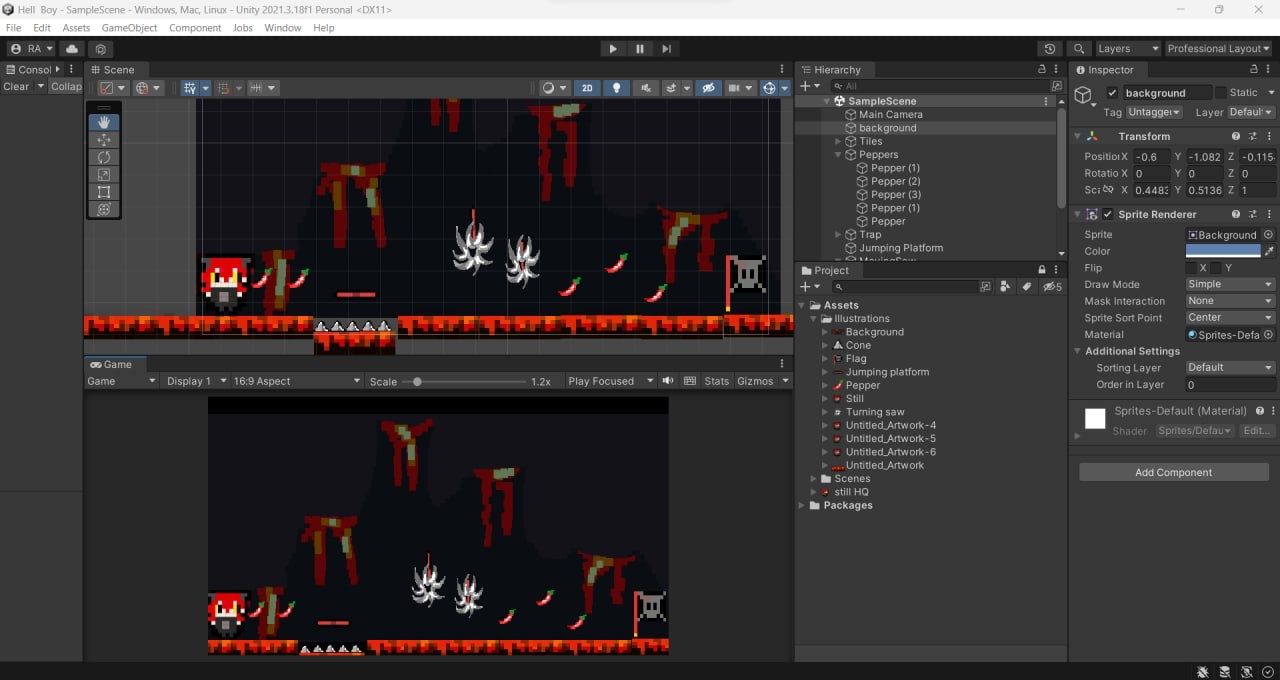 Hell Boy - SampleScene - Windows, Mac, Linux - Unity 2021.3.18f1 Personal <DX11>
File Edit Assets GameObject Component Jobs Window Help
RA Layers Professional Layout
Consol Scene
Clear Collap 2D
Hierarchy
All
SampleScene
Main Camera
background
Tiles
Peppers
Pepper (1)
Pepper (2)
Pepper (3)
Pepper (1)
Pepper
Trap
Jumping Platform
Game
Game Display 1 16:9 Aspect Scale 1.2x Play Focused Stats Gizmos
Project
5
Assets
Illustrations
Background
Cone
Flag
Jumping platform
Pepper
Still
Turning saw
Untitled_Artwork-4
Untitled_Artwork-5
Untitled_Artwork-6
Untitled_Artwork
Scenes
still HQ
Packages
Inspector
background Static
Tag Untagge Layer Defaul
Transform
Position X -0.6 Y -1.082 Z -0.115
Rotatio X 0 Y 0 Z 0
Scal X 0.448 Y 0.5136 Z 1
Sprite Renderer
Sprite Background
Color
Flip X Y
Draw Mode Simple
Mask Interaction None
Sprite Sort Point Center
Material Sprites-Defa
Additional Settings
Sorting Layer Default
Order in Layer 0
Sprites-Default (Material)
Shader Sprites/Defau Edit...
Add Component